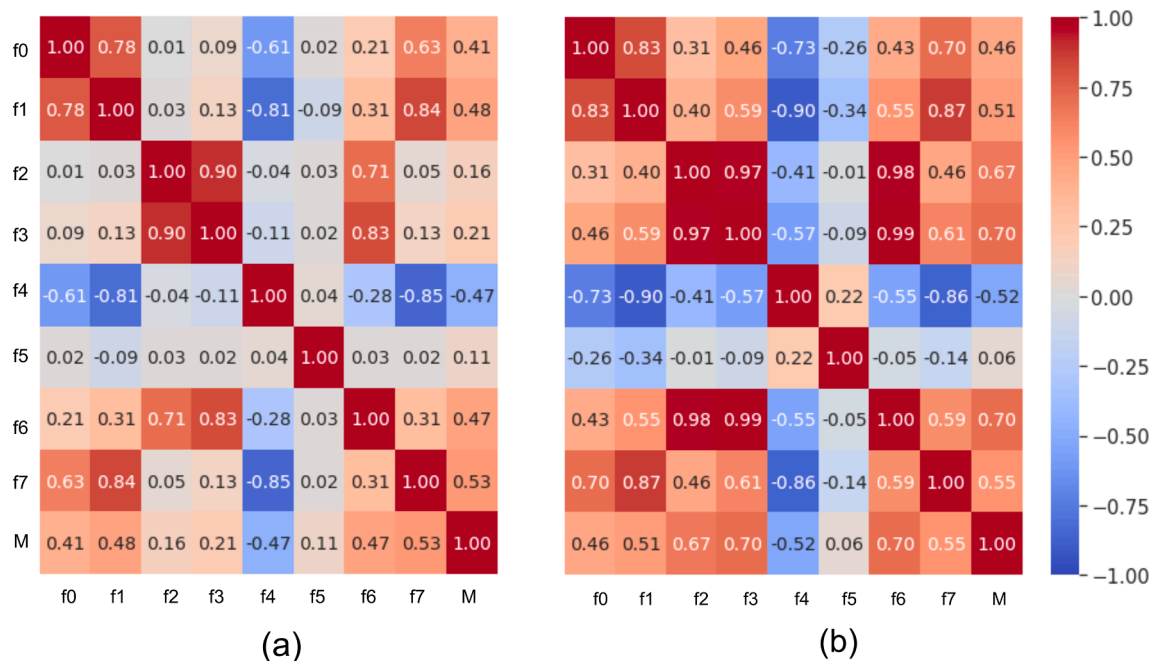 f0 1.00 0.78 0.01 0.09 -0.61 0.02 0.21 0.63 0.41
f1 0.78 1.00 0.03 0.13 -0.81 -0.09 0.31 0.84 0.48
f2 0.01 0.03 1.00 0.90 -0.04 0.03 0.71 0.05 0.16
f3 0.09 0.13 0.90 1.00 -0.11 0.02 0.83 0.13 0.21
f4 -0.61 -0.81 -0.04 -0.11 1.00 0.04 -0.28 -0.85 -0.47
f5 0.02 -0.09 0.03 0.02 0.04 1.00 0.03 0.02 0.11
f6 0.21 0.31 0.71 0.83 -0.28 0.03 1.00 0.31 0.47
f7 0.63 0.84 0.05 0.13 -0.85 0.02 0.31 1.00 0.53
M 0.41 0.48 0.16 0.21 -0.47 0.11 0.47 0.53 1.00
f0 f1 f2 f3 f4 f5 f6 f7 M
(a)
1.00 0.83 0.31 0.46 -0.73 -0.26 0.43 0.70 0.46
0.83 1.00 0.40 0.59 -0.90 -0.34 0.55 0.87 0.51
0.31 0.40 1.00 0.97 -0.41 -0.01 0.98 0.46 0.67
0.46 0.59 0.97 1.00 -0.57 -0.09 0.99 0.61 0.70
-0.73 -0.90 -0.41 -0.57 1.00 0.22 -0.55 -0.86 -0.52
-0.26 -0.34 -0.01 -0.09 0.22 1.00 -0.05 -0.14 0.06
0.43 0.55 0.98 0.99 -0.55 -0.05 1.00 0.59 0.70
0.70 0.87 0.46 0.61 -0.86 -0.14 0.59 1.00 0.55
0.46 0.51 0.67 0.70 -0.52 0.06 0.70 0.55 1.00
f0 f1 f2 f3 f4 f5 f6 f7 M
(b)
1.00
0.75
0.50
0.25
0.00
−0.25
−0.50
−0.75
−1.00